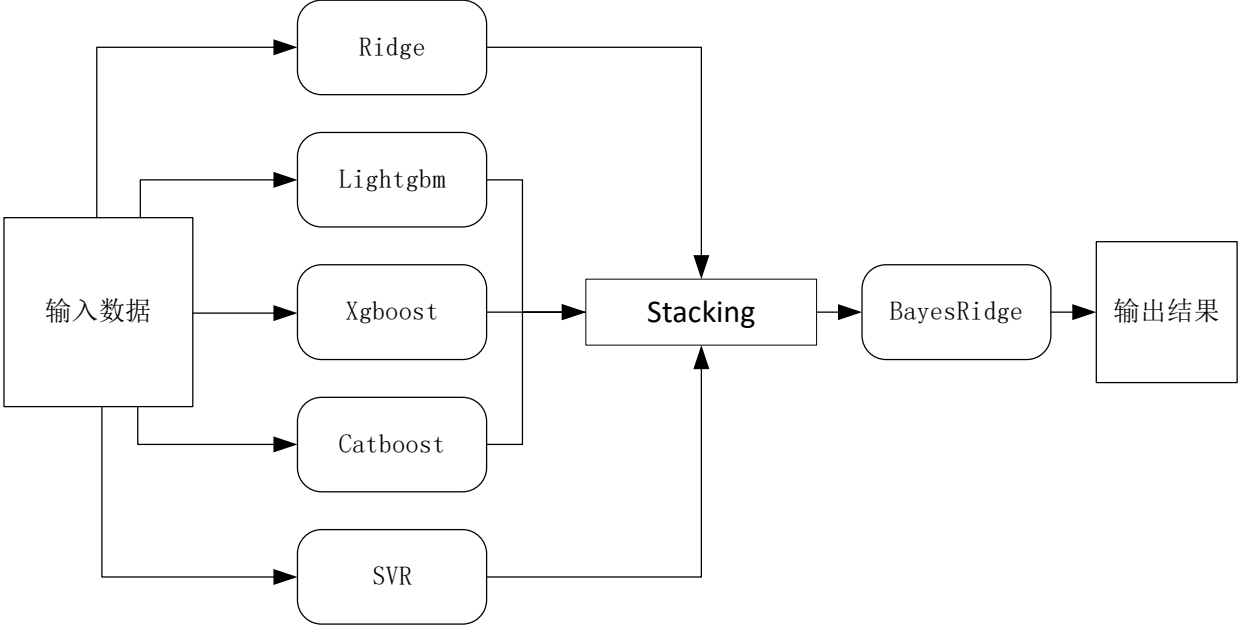 Ridge
Lightgbm
输入数据
Xgboost
Stacking
BayesRidge
输出结果
Catboost
SVR